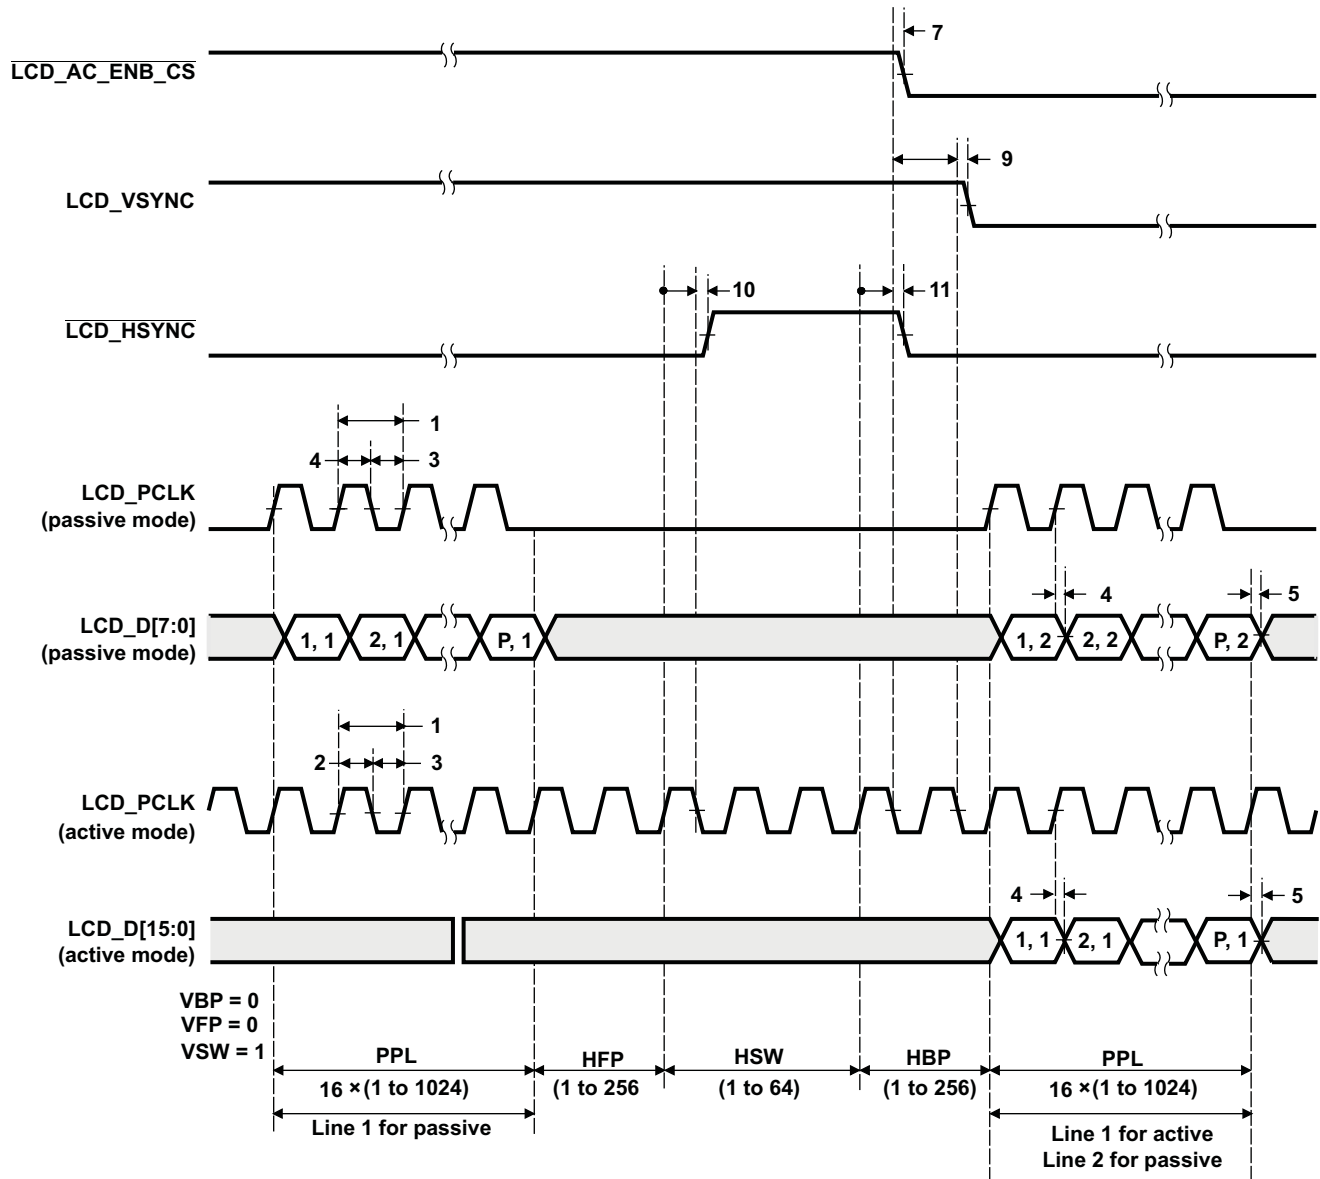 7
LCD_AC_ENB_CS
9
LCD_VSYNC
10
11
LCD_HSYNC
1
4
3
LCD_PCLK
(passive mode)
4
5
LCD_D[7:0]
(passive mode)
1, 1
2, 1
P, 1
1, 2
2, 2
P, 2
1
2
3
LCD_PCLK
(active mode)
4
5
LCD_D[15:0]
(active mode)
1, 1
2, 1
P, 1
VBP = 0
VFP = 0
VSW = 1
PPL
HFP
HSW
HBP
PPL
16 × (1 to 1024)
(1 to 256
(1 to 64)
(1 to 256)
16 × (1 to 1024)
Line 1 for passive
Line 1 for active
Line 2 for passive